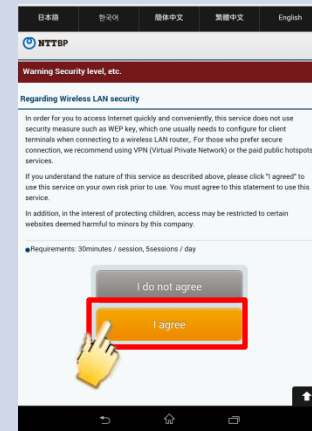 日本語 한국어 简体中文 繁體中文 English
NTTBP
Warning Security level, etc.
Regarding Wireless LAN security
In order for you to access Internet quickly and conveniently, this service does not use
security measure such as WEP key, which one usually needs to configure for client
terminals when connecting to a wireless LAN router,. For those who prefer secure
connection, we recommend using VPN (Virtual Private Network) or the paid public hotspots
services.
If you understand the nature of this service as described above, please click "I agreed" to
use this service on your own risk prior to use. You must agree to this statement to use this
service.
In addition, in the interest of protecting children, access may be restricted to certain
websites deemed harmful to minors by this company.
●Requirements: 30minutes / session, 5sessions / day
I do not agree
I agree